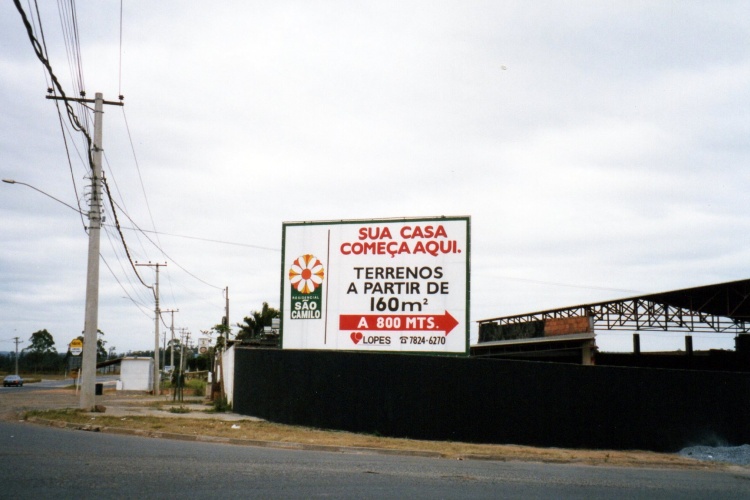 SUA CASA
COMEÇA AQUI.
TERRENOS
A PARTIR DE
160m²
A 800 MTS.
LOPES ☎7824-6270
RESIDENCIAL
SÃO
CAMILO